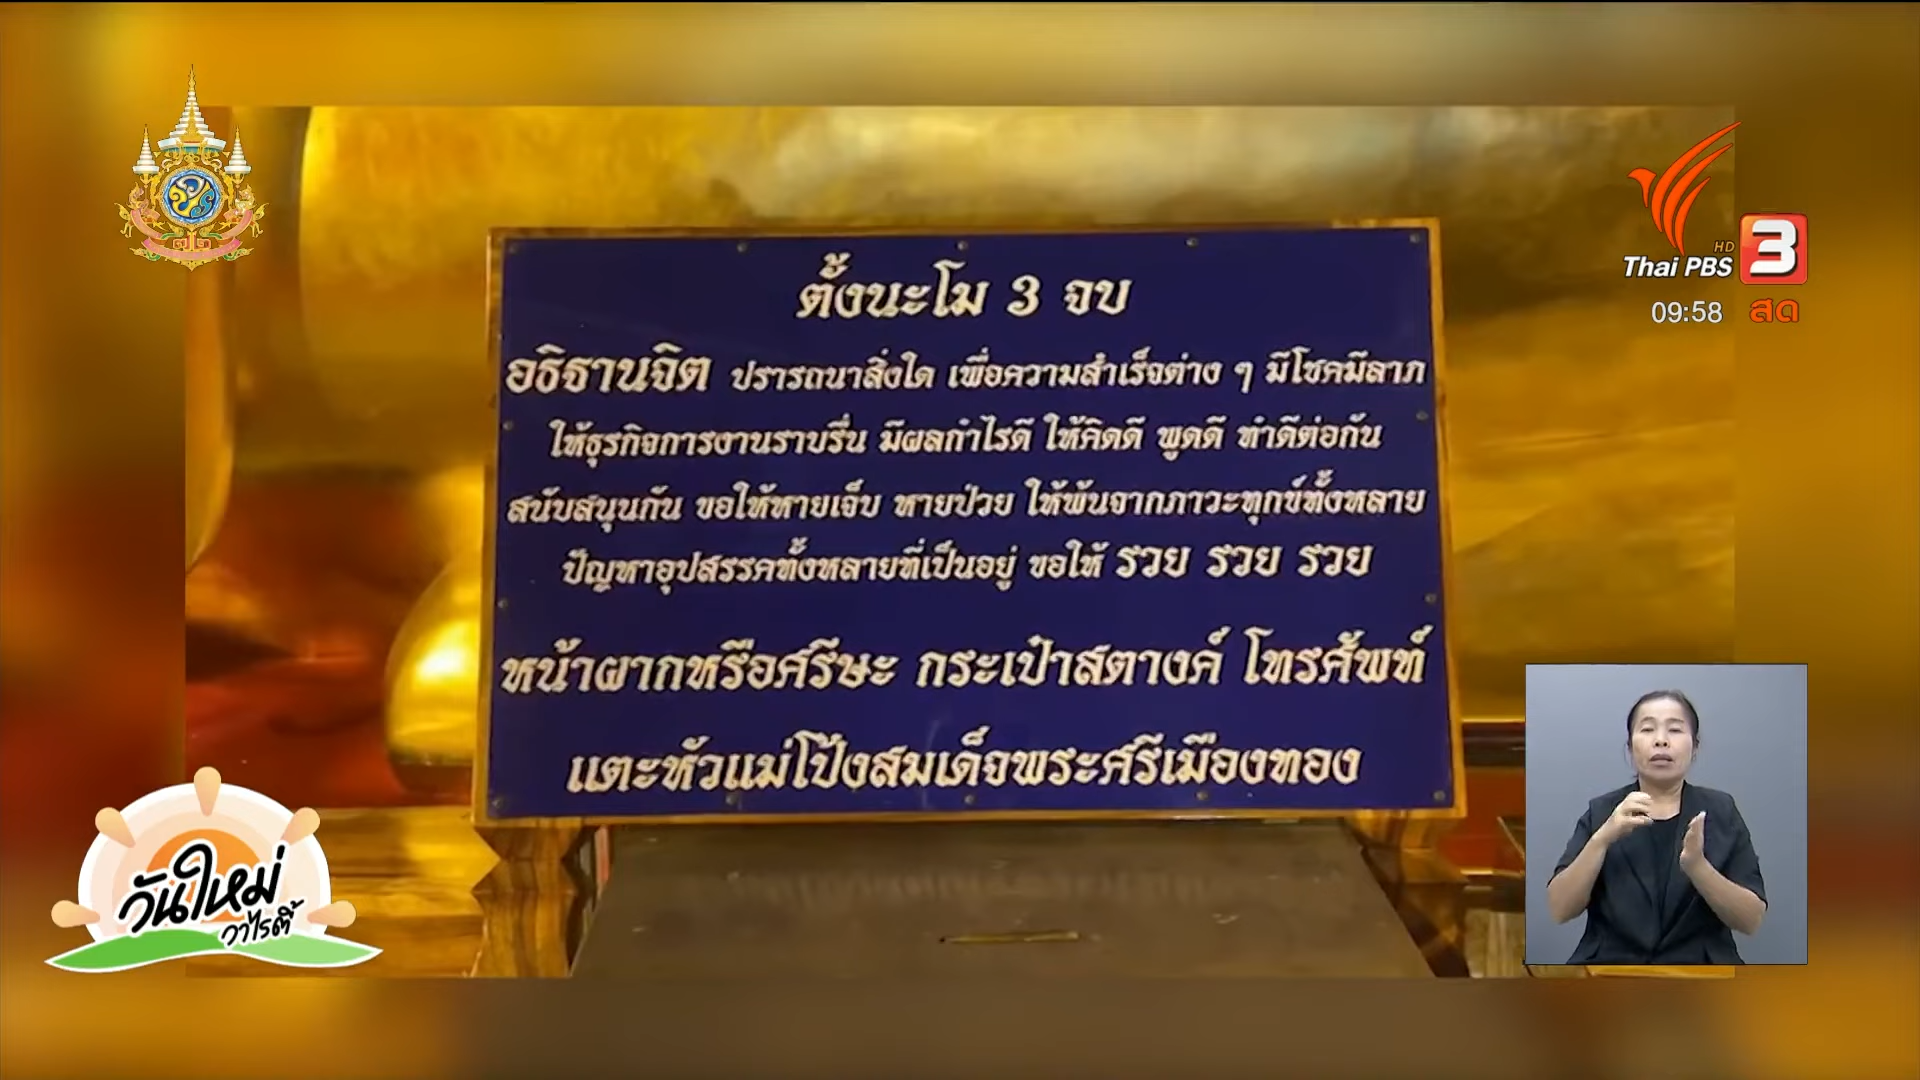 ตั้งนะโม 3 จบ
อธิฐานจิต ปรารถนาสิ่งใด เพื่อความสำเร็จต่าง ๆ มีโชคมีลาภ
ให้ธุรกิจการงานราบรื่น มีผลกำไรดี ให้คิดดี พูดดี ทำดีต่อกัน
สนับสนุนกัน ขอให้หายเจ็บ หายป่วย ให้พ้นจากภาวะทุกข์ทั้งหลาย
ปัญหาอุปสรรคทั้งหลายที่เป็นอยู่ ขอให้ รวย รวย รวย
หน้าผากหรือศรีษะ กระเป๋าสตางค์ โทรศัพท์
แตะหัวแม่โป้งสมเด็จพระศรีเมืองทอง
HD
Thai PBS 3
09:58 สด
วันใหม่
วาไรตี้
๗๒